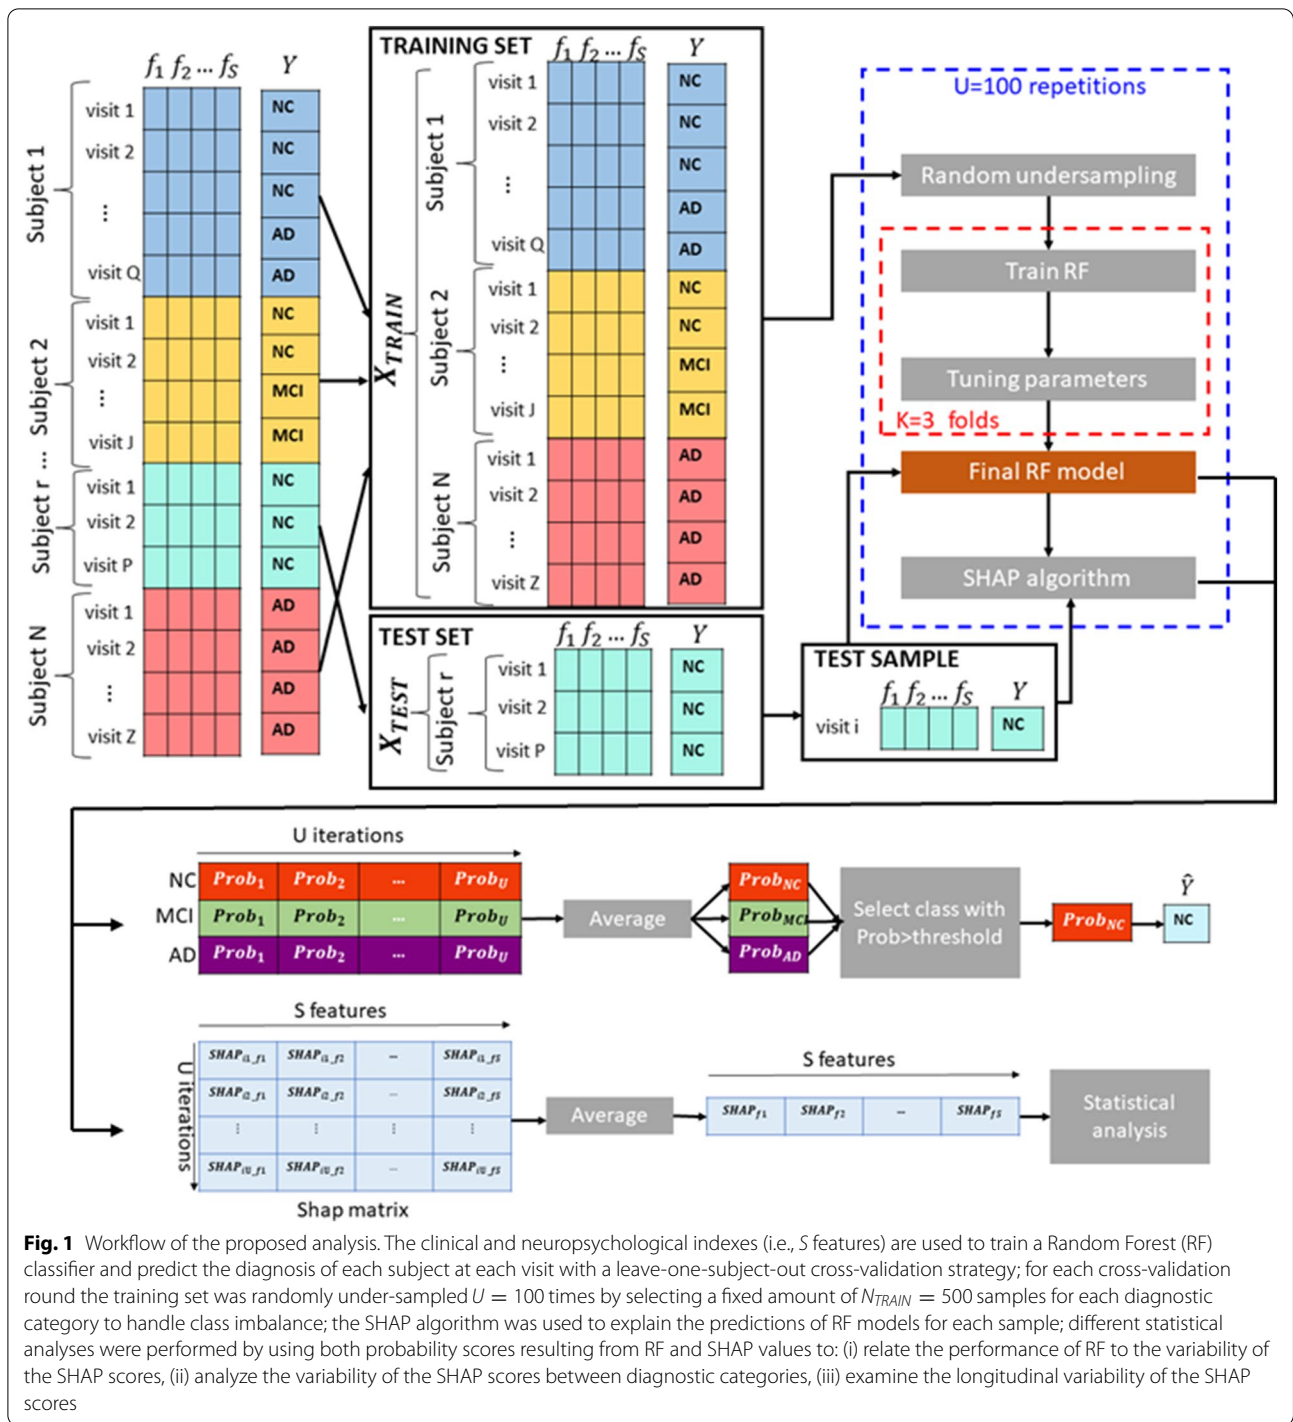 f1 f2 ... fS Y
Subject 1
visit 1 NC
visit 2 NC
⋮ NC
AD
visit Q AD
Subject 2
visit 1 NC
visit 2 NC
⋮ MCI
visit J MCI
...
Subject r
visit 1 NC
visit 2 NC
visit P NC
Subject N
visit 1 AD
visit 2 AD
⋮ AD
visit Z AD
TRAINING SET
f1 f2 ... fS Y
XTRAIN
Subject 1
visit 1 NC
visit 2 NC
⋮ NC
AD
visit Q AD
Subject 2
visit 1 NC
visit 2 NC
⋮ MCI
visit J MCI
Subject N
visit 1 AD
visit 2 AD
⋮ AD
visit Z AD
TEST SET
f1 f2 ... fS Y
XTEST
Subject r
visit 1 NC
visit 2 NC
visit P NC
U=100 repetitions
Random undersampling
Train RF
Tuning parameters
K=3 folds
Final RF model
SHAP algorithm
TEST SAMPLE
f1 f2 ... fS Y
visit i NC
U iterations
NC Prob1 Prob2 ... ProbU
MCI Prob1 Prob2 ... ProbU
AD Prob1 Prob2 ... ProbU
Average
ProbNC
ProbMCI
ProbAD
Select class with
Prob>threshold
ProbNC
Ŷ
NC
S features
U iterations
SHAPi1_f1 SHAPi1_f2 ... SHAPi1_fS
SHAPi2_f1 SHAPi2_f2 ... SHAPi2_fS
⋮ ⋮ ⋮ ⋮
SHAPiU_f1 SHAPiU_f2 ... SHAPiU_fS
Shap matrix
Average
S features
SHAPf1 SHAPf2 ... SHAPfS
Statistical
analysis
Fig. 1 Workflow of the proposed analysis. The clinical and neuropsychological indexes (i.e., S features) are used to train a Random Forest (RF)
classifier and predict the diagnosis of each subject at each visit with a leave-one-subject-out cross-validation strategy; for each cross-validation
round the training set was randomly under-sampled U = 100 times by selecting a fixed amount of NTRAIN = 500 samples for each diagnostic
category to handle class imbalance; the SHAP algorithm was used to explain the predictions of RF models for each sample; different statistical
analyses were performed by using both probability scores resulting from RF and SHAP values to: (i) relate the performance of RF to the variability of
the SHAP scores, (ii) analyze the variability of the SHAP scores between diagnostic categories, (iii) examine the longitudinal variability of the SHAP
scores